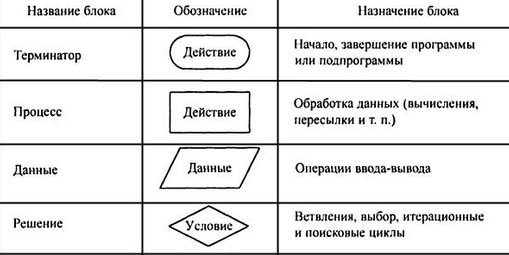 Название блока
Обозначение
Назначение блока
Терминатор
Действие
Начало, завершение программы
или подпрограммы
Процесс
Действие
Обработка данных (вычисления,
пересылки и т. п.)
Данные
Данные
Операции ввода-вывода
Решение
Условие
Ветвления, выбор, итерационные
и поисковые циклы